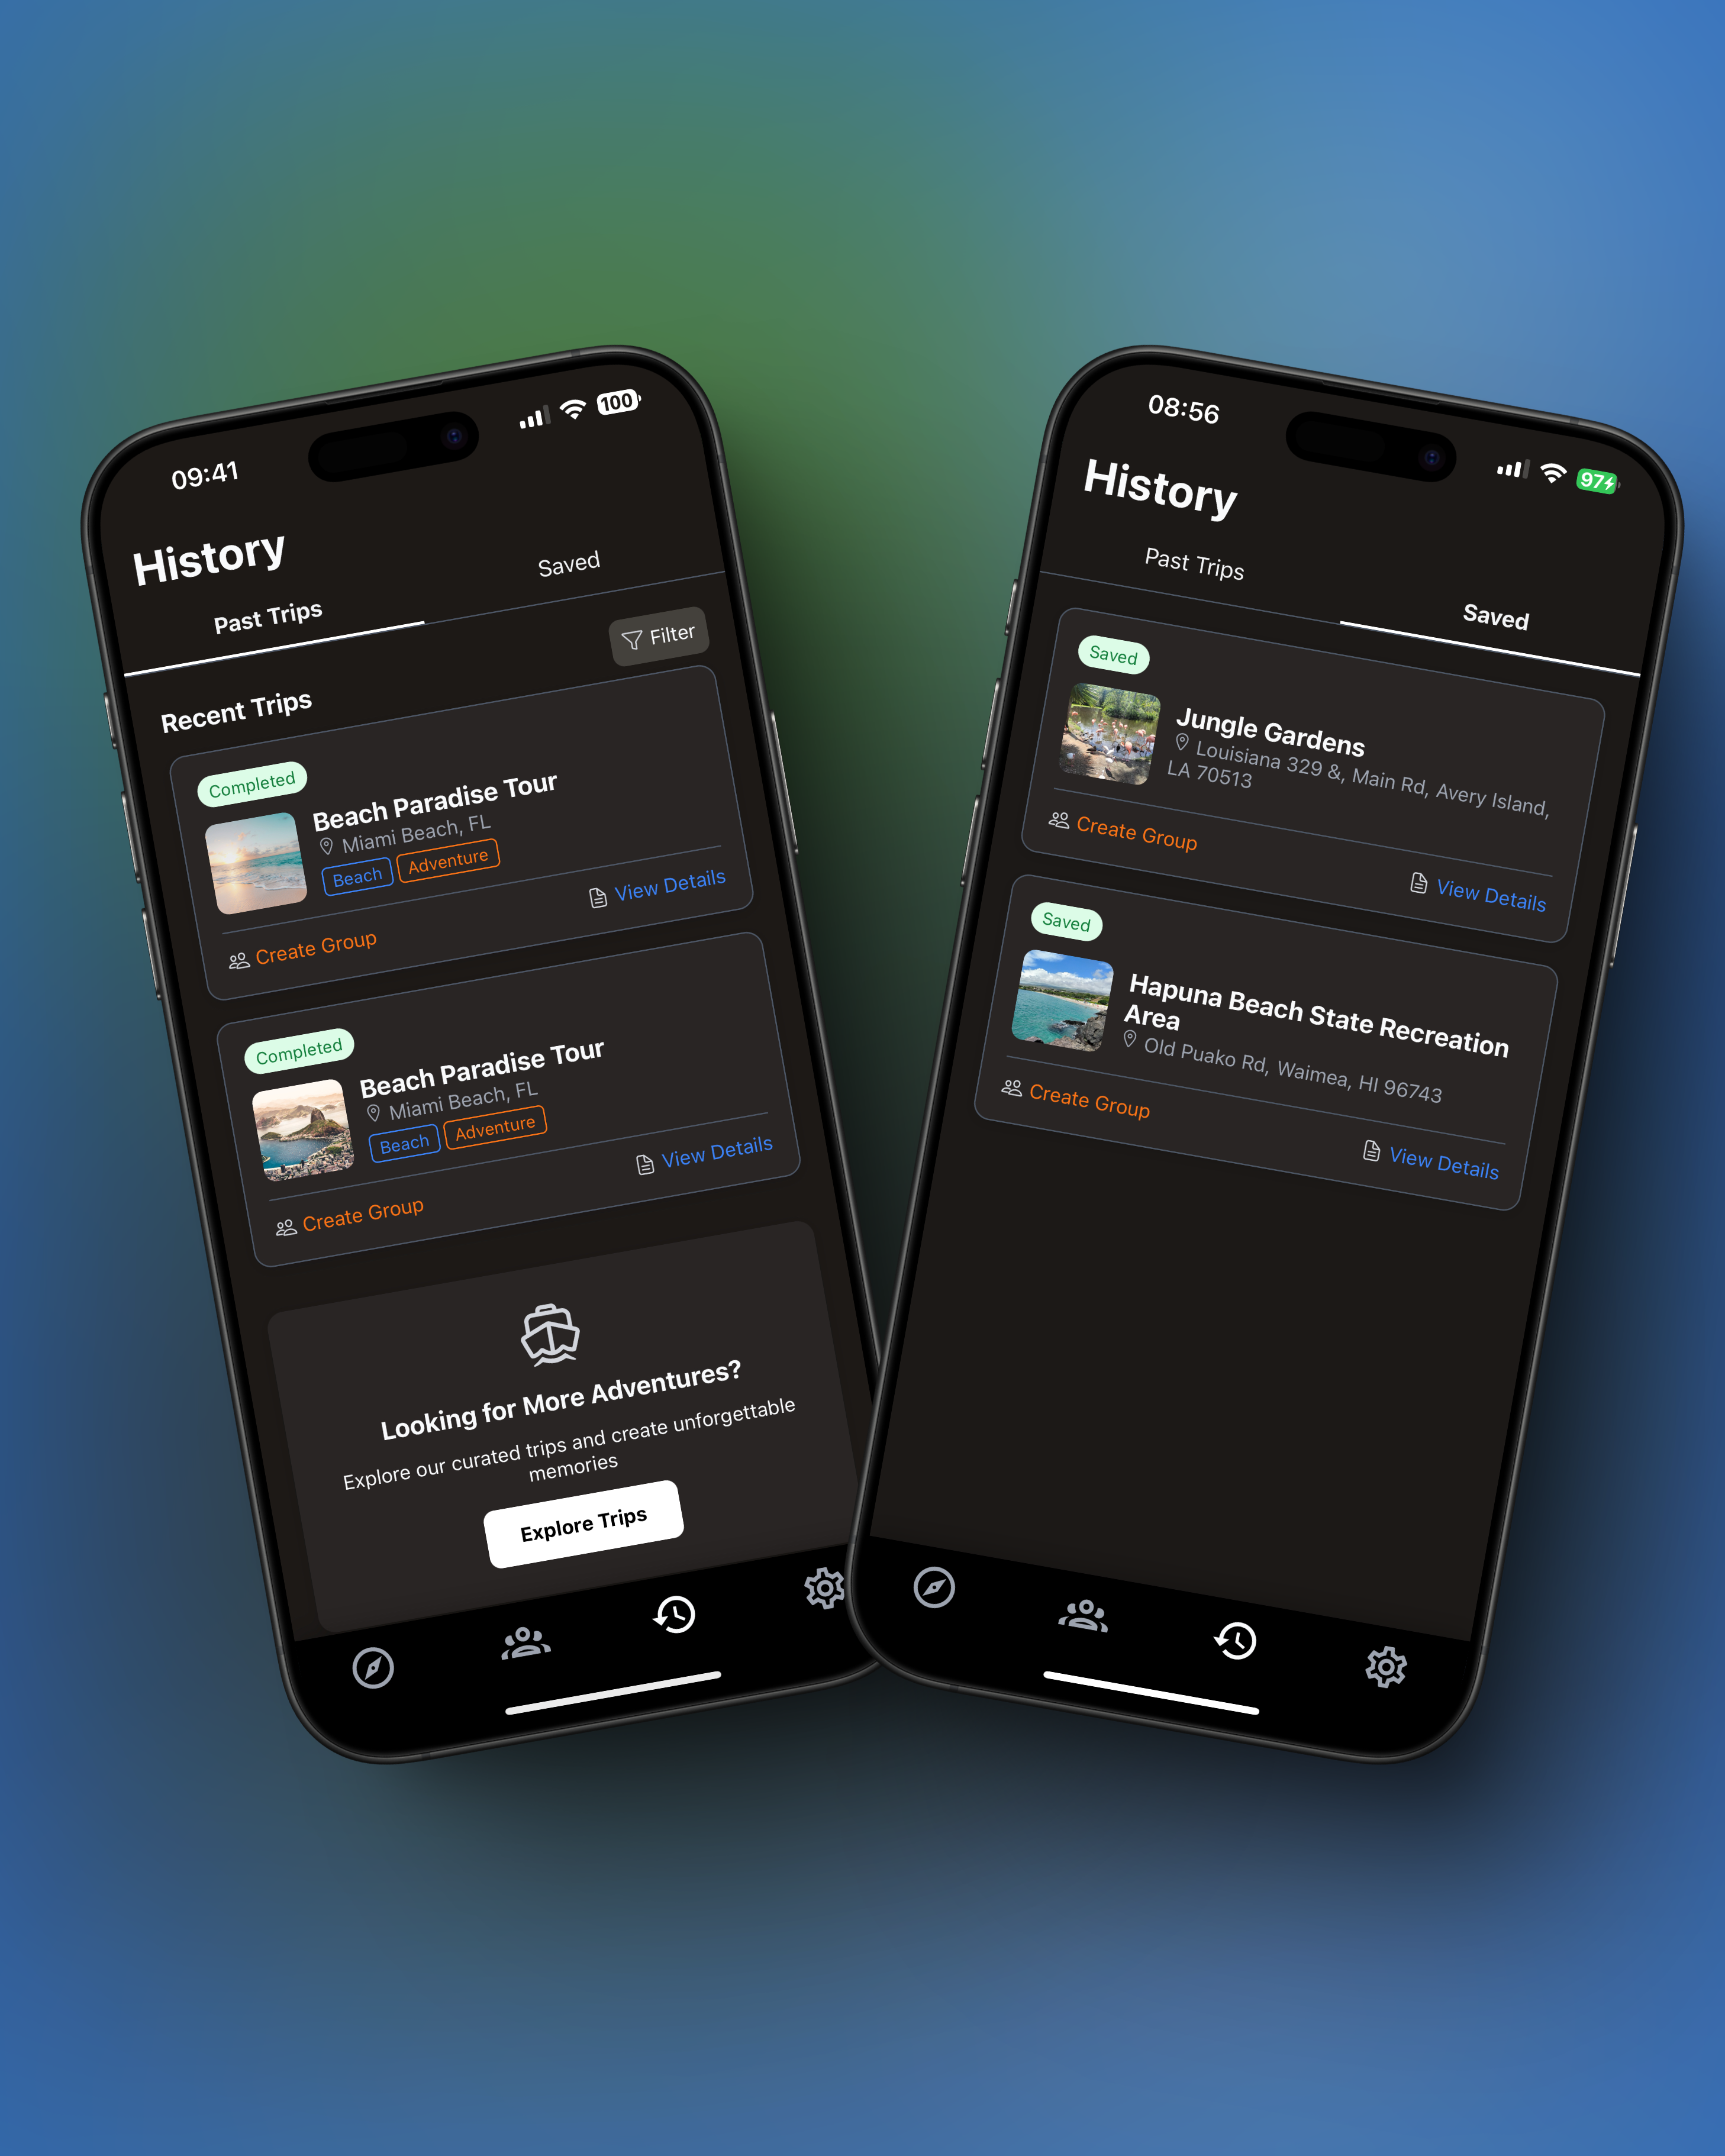 09:41
100
History
Past Trips
Saved
Filter
Recent Trips
Completed
Beach Paradise Tour
Miami Beach, FL
Beach
Adventure
Create Group
View Details
Completed
Beach Paradise Tour
Miami Beach, FL
Beach
Adventure
Create Group
View Details
Looking for More Adventures?
Explore our curated trips and create unforgettable
memories
Explore Trips
08:56
97
History
Past Trips
Saved
Saved
Jungle Gardens
Louisiana 329 &, Main Rd, Avery Island,
LA 70513
Create Group
View Details
Saved
Hapuna Beach State Recreation
Area
Old Puako Rd, Waimea, HI 96743
Create Group
View Details